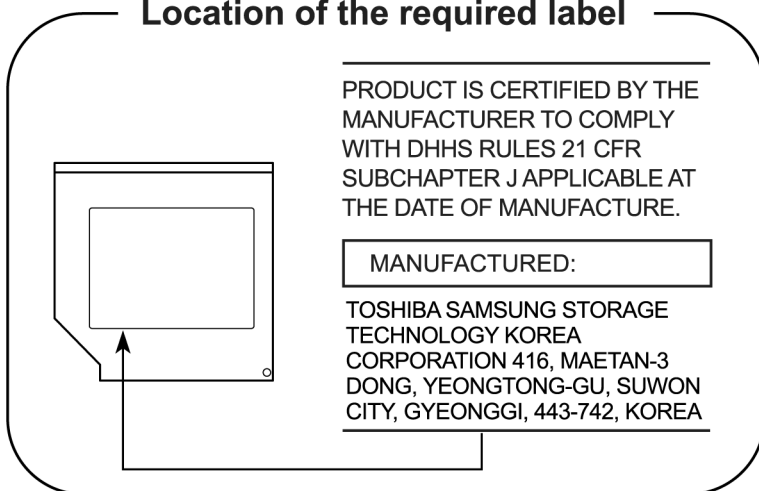 Location of the required label
PRODUCT IS CERTIFIED BY THE
MANUFACTURER TO COMPLY
WITH DHHS RULES 21 CFR
SUBCHAPTER J APPLICABLE AT
THE DATE OF MANUFACTURE.
MANUFACTURED:
TOSHIBA SAMSUNG STORAGE
TECHNOLOGY KOREA
CORPORATION 416, MAETAN-3
DONG, YEONGTONG-GU, SUWON
CITY, GYEONGGI, 443-742, KOREA